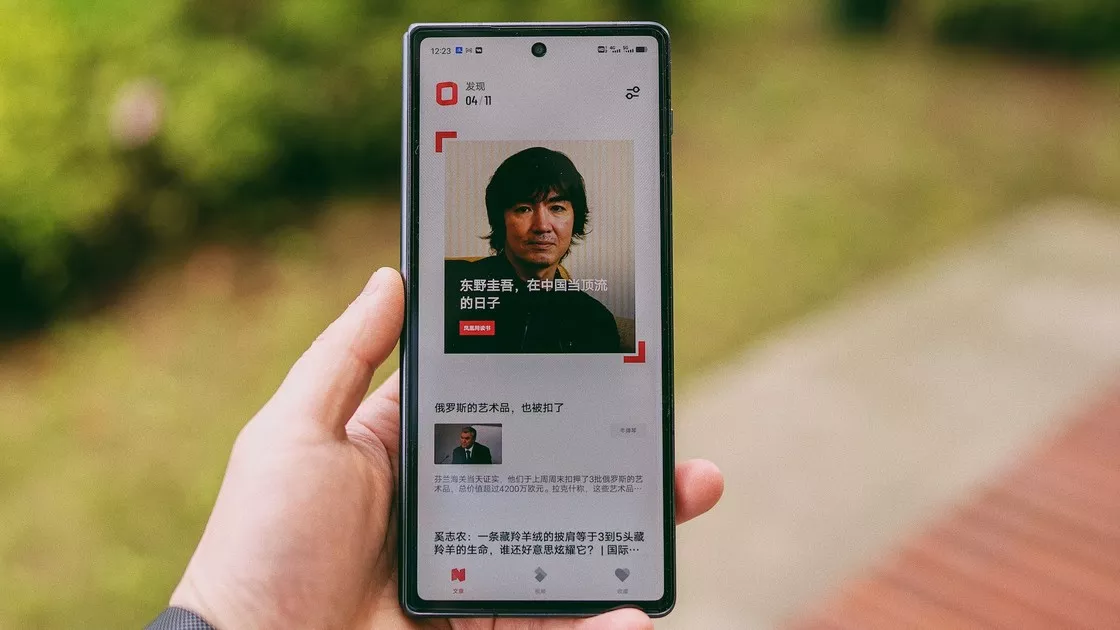 12:23
发现
04/11
东野圭吾，在中国当顶流
的日子
凤凰网读书
俄罗斯的艺术品，也被扣了
芬兰海关当天证实，他们于上周周末扣押了3批俄罗斯的艺
术品，总价值超过4200万欧元。拉克什称，这些艺术品…
奚志农：一条藏羚羊绒的披肩等于3到5头藏
羚羊的生命，谁还好意思炫耀它？ | 国际…
文章
视频